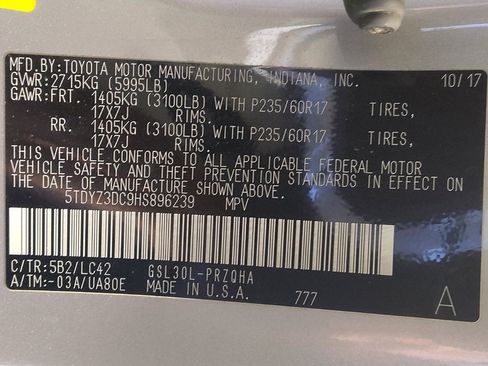 MFD. BY: TOYOTA MOTOR MANUFACTURING, INDIANA, INC. 10/17
GVWR: 2715KG (5995LB)
GAWR: FRT. 1405KG (3100LB) WITH P235/60R17 TIRES,
17X7J RIMS.
RR. 1405KG (3100LB) WITH P235/60R17 TIRES,
17X7J RIMS.
THIS VEHICLE CONFORMS TO ALL APPLICABLE FEDERAL MOTOR
VEHICLE SAFETY AND THEFT PREVENTION STANDARDS IN EFFECT ON
THE DATE OF MANUFACTURE SHOWN ABOVE.
5TDYZ3DC9HS896239 MPV
C/TR: 5B2/LC42 GSL30L-PRZQHA
A/TM: -03A/UA80E MADE IN U.S.A. 777 A